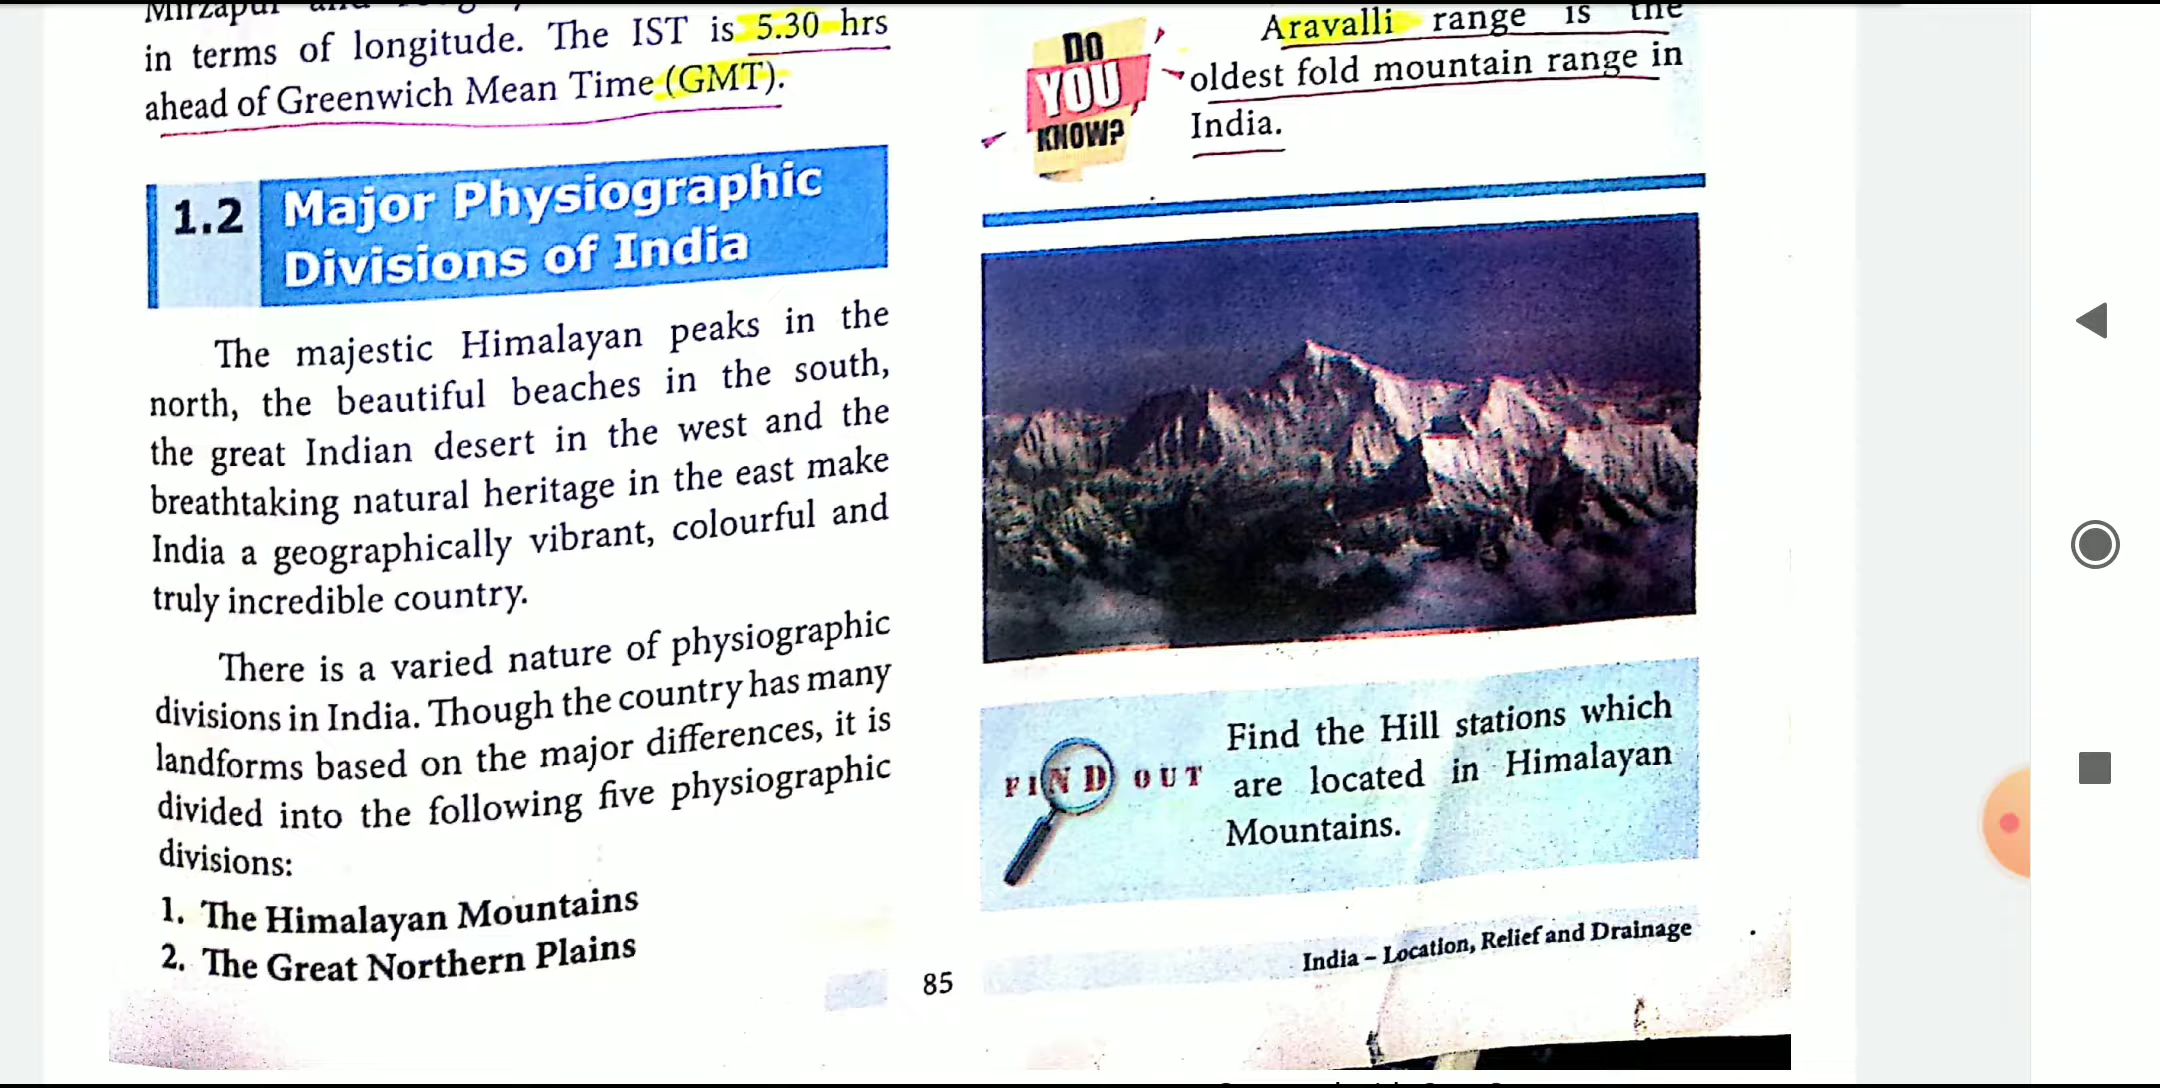 Mirzapur and
in terms of longitude. The IST is 5.30 hrs
ahead of Greenwich Mean Time (GMT).
1.2 Major Physiographic
Divisions of India
The majestic Himalayan peaks in the
north, the beautiful beaches in the south,
the great Indian desert in the west and the
breathtaking natural heritage in the east make
India a geographically vibrant, colourful and
truly incredible country.
There is a varied nature of physiographic
divisions in India. Though the country has many
landforms based on the major differences, it is
divided into the following five physiographic
divisions:
1. The Himalayan Mountains
2. The Great Northern Plains
DO
YOU
KNOW?
Aravalli range is the
oldest fold mountain range in
India.
FIND OUT
Find the Hill stations which
are located in Himalayan
Mountains.
85
India – Location, Relief and Drainage